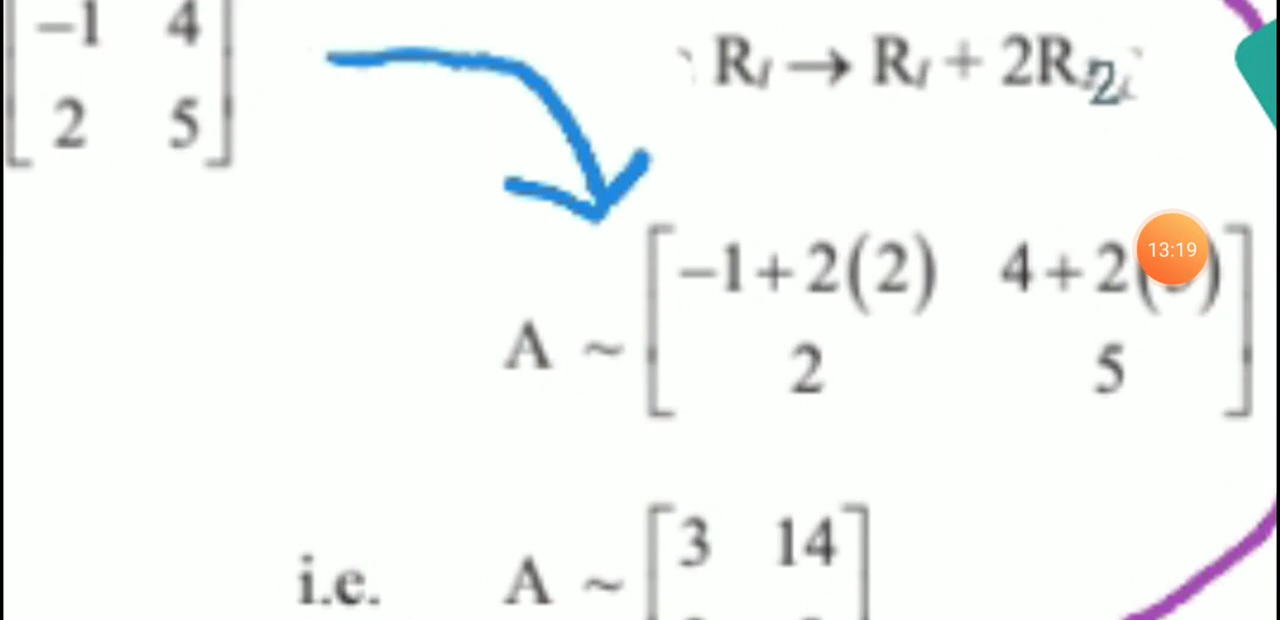 −1 4
2 5
R₁ → R₁ + 2R₂
13:19
−1+2(2) 4+2( )
A ~
2 5
i.e. A ~ 3 14